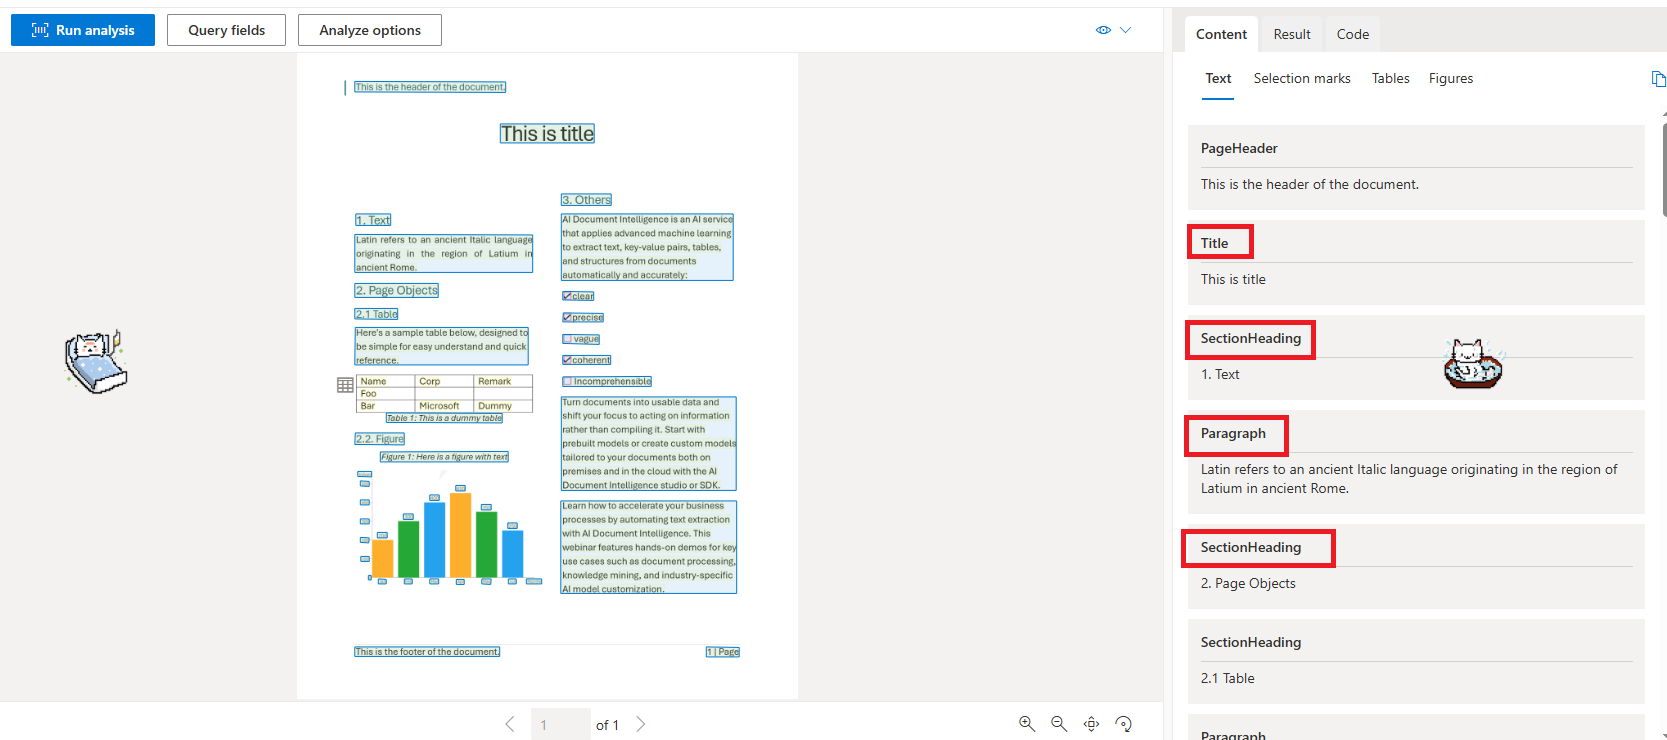 Run analysis
Query fields
Analyze options
This is the header of the document.
This is title
1. Text
Latin refers to an ancient Italic language
originating in the region of Latium in
ancient Rome.
2. Page Objects
2.1 Table
Here's a sample table below, designed to
be simple for easy understand and quick
reference.
Name Corp Remark
Foo
Bar Microsoft Dummy
Table 1: This is a dummy table
2.2. Figure
Figure 1: Here is a figure with text
3. Others
AI Document Intelligence is an AI service
that applies advanced machine learning
to extract text, key-value pairs, tables,
and structures from documents
automatically and accurately:
clear
precise
vague
coherent
Incomprehensible
Turn documents into usable data and
shift your focus to acting on information
rather than compiling it. Start with
prebuilt models or create custom models
tailored to your documents both on
premises and in the cloud with the AI
Document Intelligence studio or SDK.
Learn how to accelerate your business
processes by automating text extraction
with AI Document Intelligence. This
webinar features hands-on demos for key
use cases such as document processing,
knowledge mining, and industry-specific
AI model customization.
This is the footer of the document.
1 | Page
1 of 1
Content Result Code
Text Selection marks Tables Figures
PageHeader
This is the header of the document.
Title
This is title
SectionHeading
1. Text
Paragraph
Latin refers to an ancient Italic language originating in the region of
Latium in ancient Rome.
SectionHeading
2. Page Objects
SectionHeading
2.1 Table
Paragraph